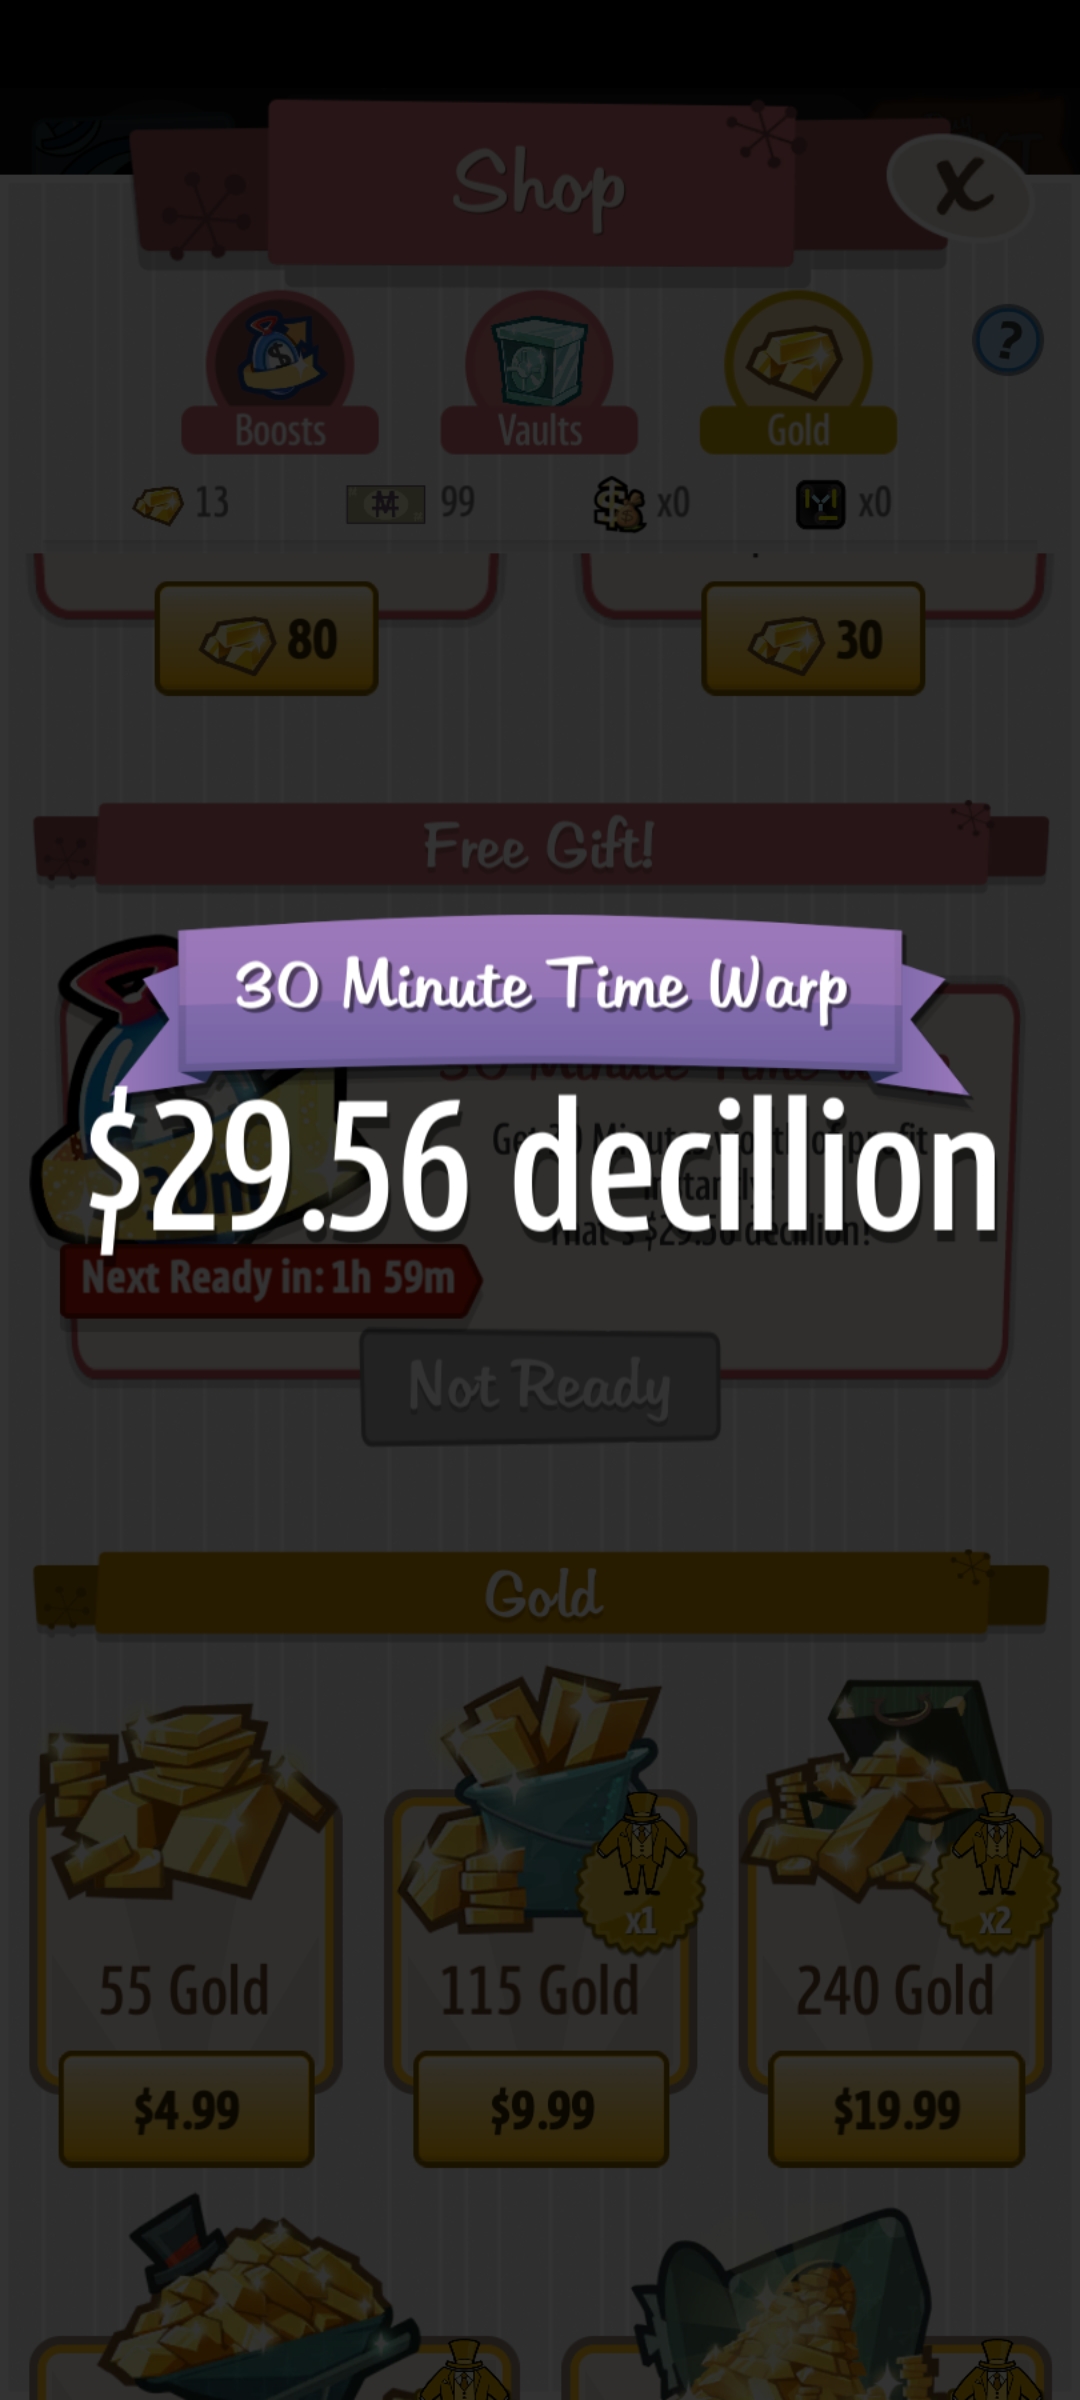 Shop
X
?
Boosts
Vaults
Gold
13
99
x0
x0
80
30
Free Gift!
30 Minute Time Warp
$29.56 decillion
Next Ready in: 1h 59m
Not Ready
Gold
x1
x2
55 Gold
115 Gold
240 Gold
$4.99
$9.99
$19.99